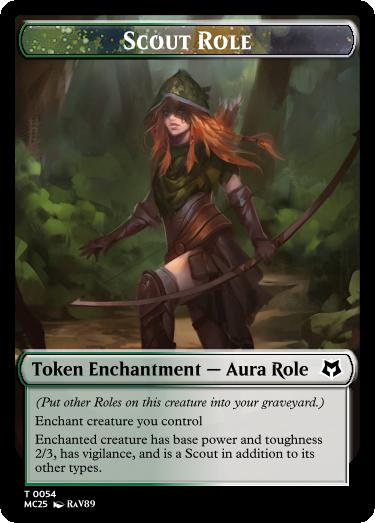 Scout Role
Token Enchantment — Aura Role
(Put other Roles on this creature into your graveyard.)
Enchant creature you control
Enchanted creature has base power and toughness
2/3, has vigilance, and is a Scout in addition to its
other types.
T 0054
MC25 RaV89